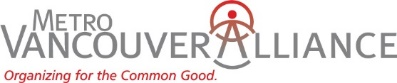 METRO
VANCOUVER ALLIANCE
Organizing for the Common Good.